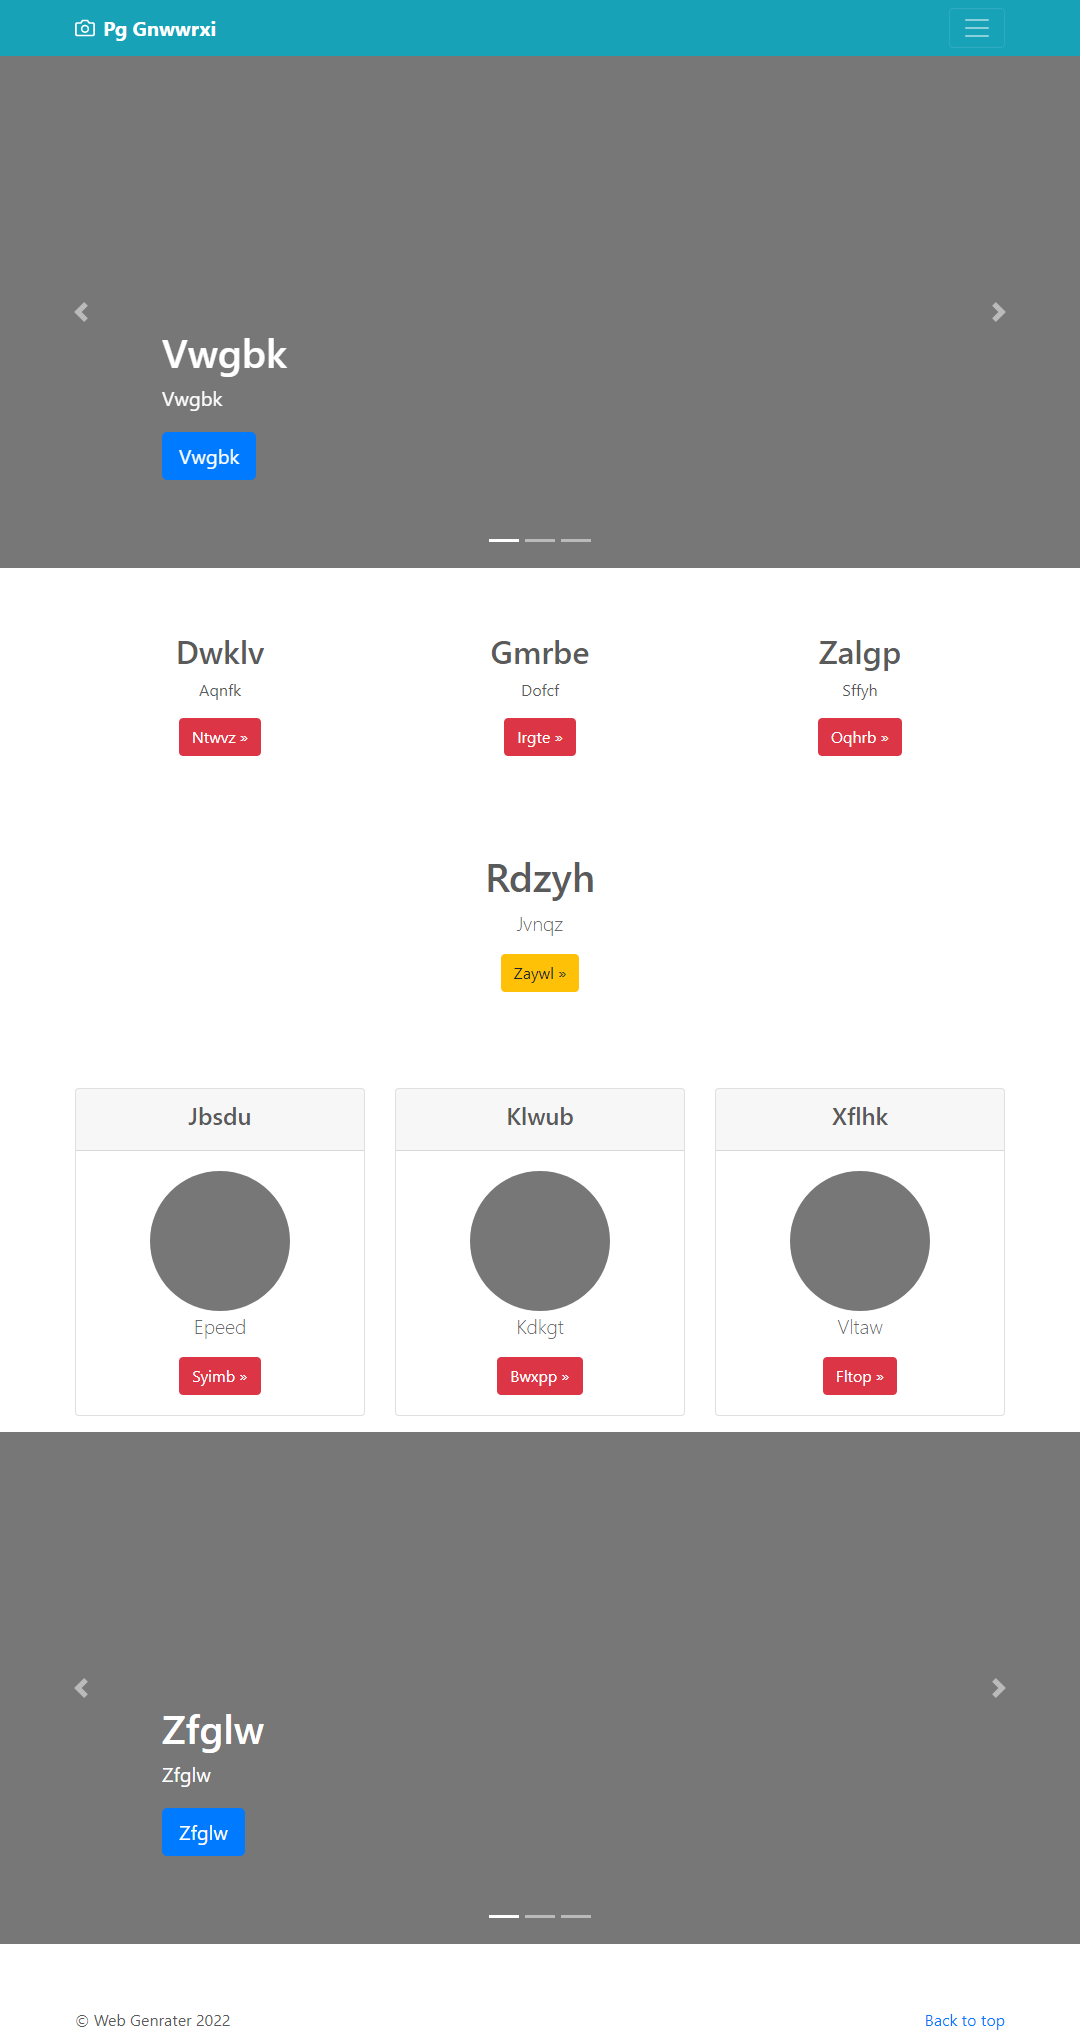 Pg Gnwwrxi
Vwgbk
Vwgbk
Vwgbk
Dwklv
Aqnfk
Ntwvz »
Gmrbe
Dofcf
Irgte »
Zalgp
Sffyh
Oqhrb »
Rdzyh
Jvnqz
Zaywl »
Jbsdu
Epeed
Syimb »
Klwub
Kdkgt
Bwxpp »
Xflhk
Vltaw
Fltop »
Zfglw
Zfglw
Zfglw
© Web Genrater 2022
Back to top